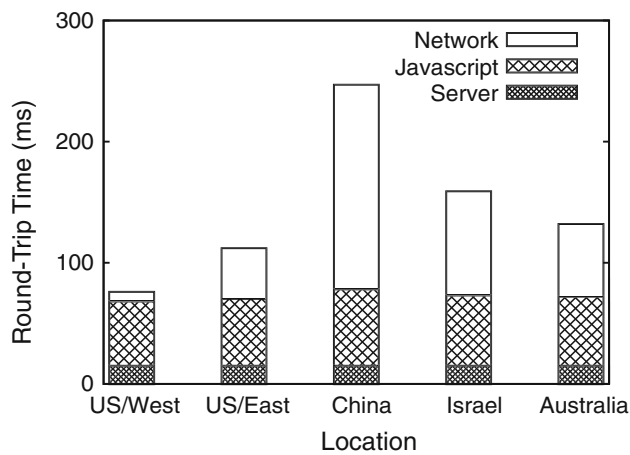 300
Network
Javascript
Server
200
100
0
Round-Trip Time (ms)
US/West
US/East
China
Israel
Australia
Location